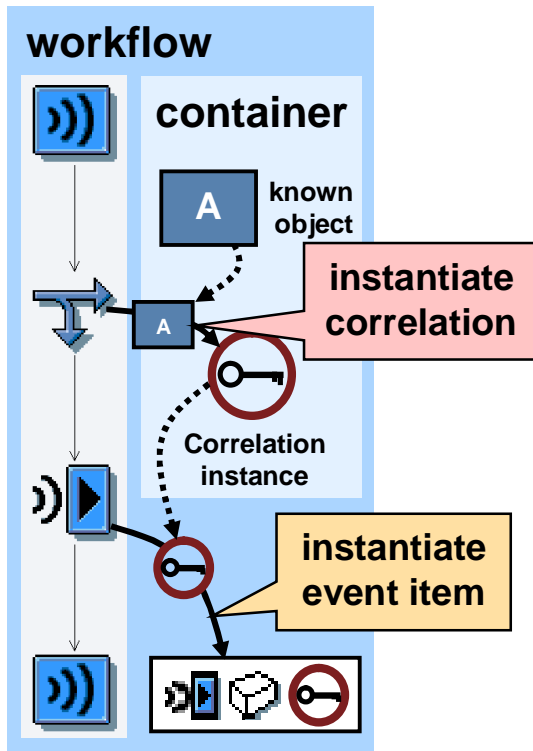 workflow
container
A
known
object
instantiate
correlation
A
Correlation
instance
instantiate
event item